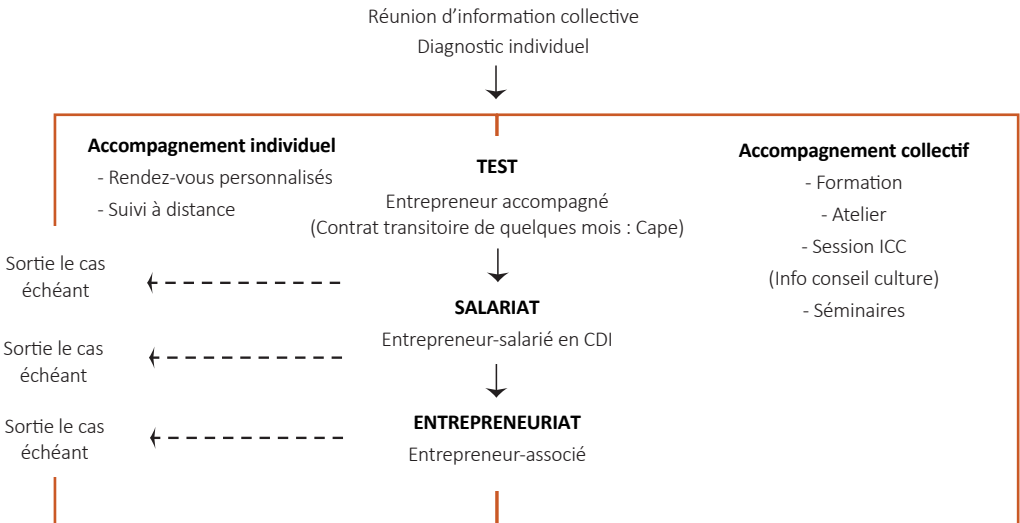 Réunion d’information collective
Diagnostic individuel
Accompagnement individuel
- Rendez-vous personnalisés
- Suivi à distance
TEST
Entrepreneur accompagné
(Contrat transitoire de quelques mois : Cape)
Accompagnement collectif
- Formation
- Atelier
- Session ICC
(Info conseil culture)
- Séminaires
Sortie le cas
échéant
SALARIAT
Entrepreneur-salarié en CDI
Sortie le cas
échéant
ENTREPRENEURIAT
Entrepreneur-associé
Sortie le cas
échéant